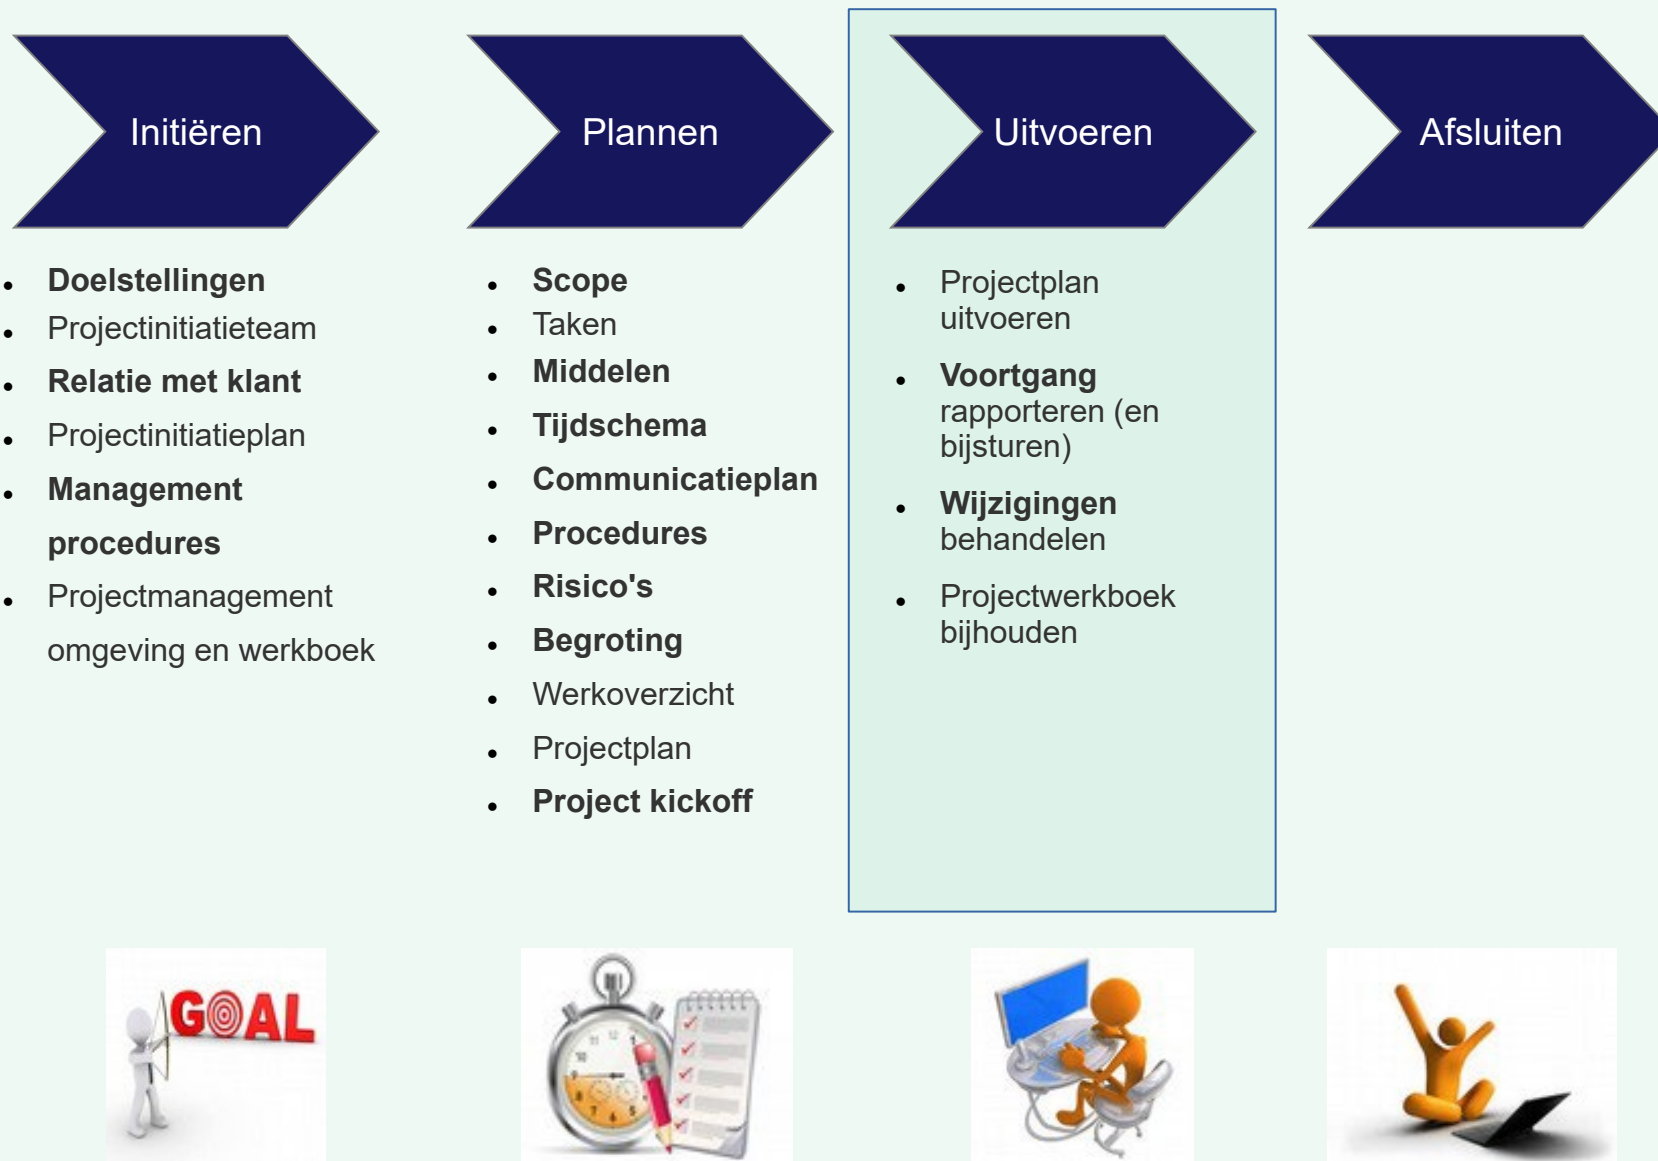 Initiëren
Doelstellingen
Projectinitiatieteam
Relatie met klant
Projectinitiatieplan
Management
procedures
Projectmanagement
omgeving en werkboek
Plannen
Scope
Taken
Middelen
Tijdschema
Communicatieplan
Procedures
Risico's
Begroting
Werkoverzicht
Projectplan
Project kickoff
Uitvoeren
Projectplan
uitvoeren
Voortgang
rapporteren (en
bijsturen)
Wijzigingen
behandelen
Projectwerkboek
bijhouden
Afsluiten
GOAL